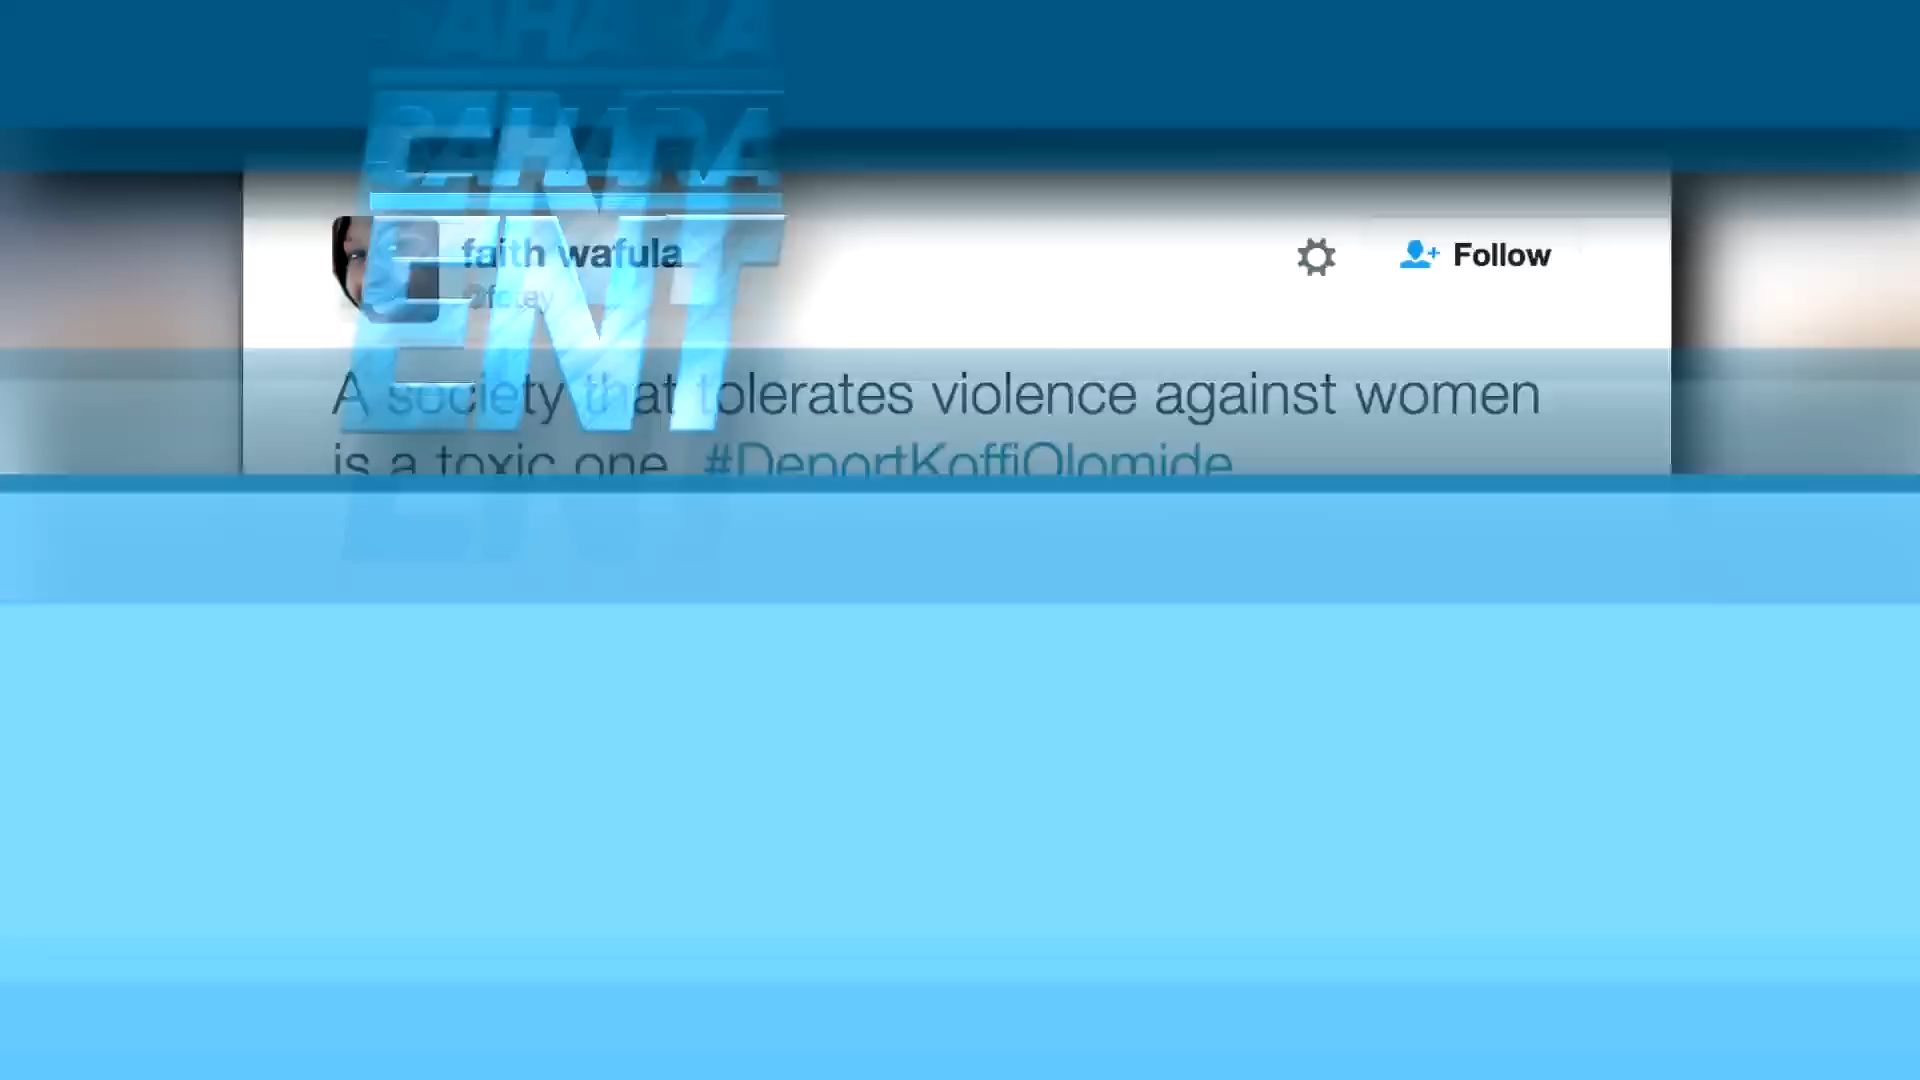 SAHARA
ENT
faith wafula
Follow
A society that tolerates violence against women
is a toxic one. #DeportKoffiOlomide